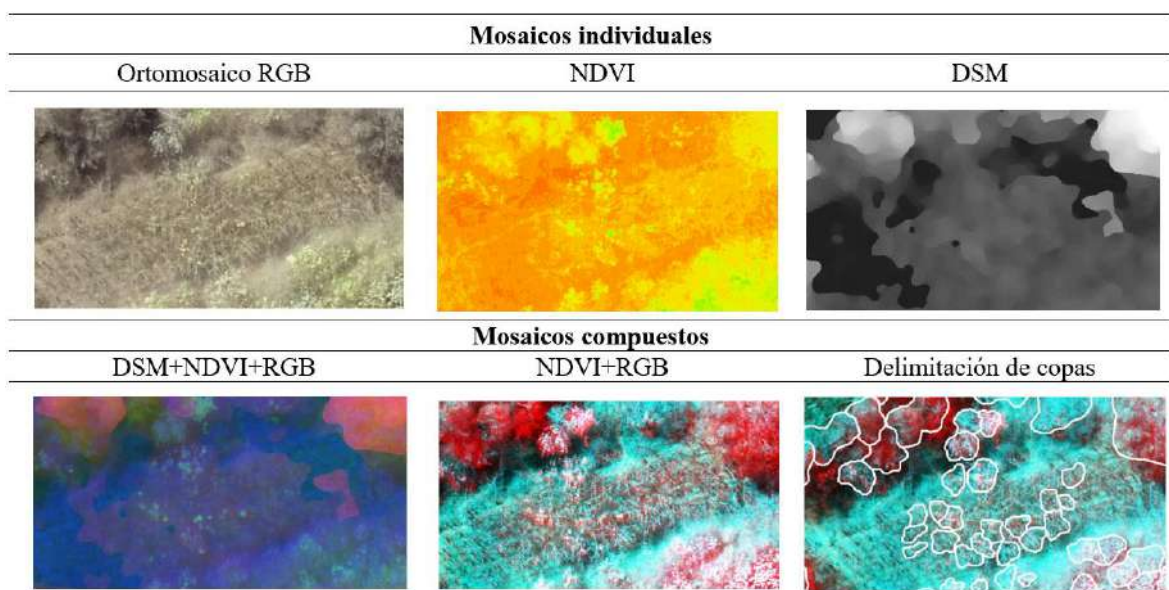 Mosaicos individuales
Ortomosaico RGB NDVI DSM
Mosaicos compuestos
DSM+NDVI+RGB NDVI+RGB Delimitación de copas